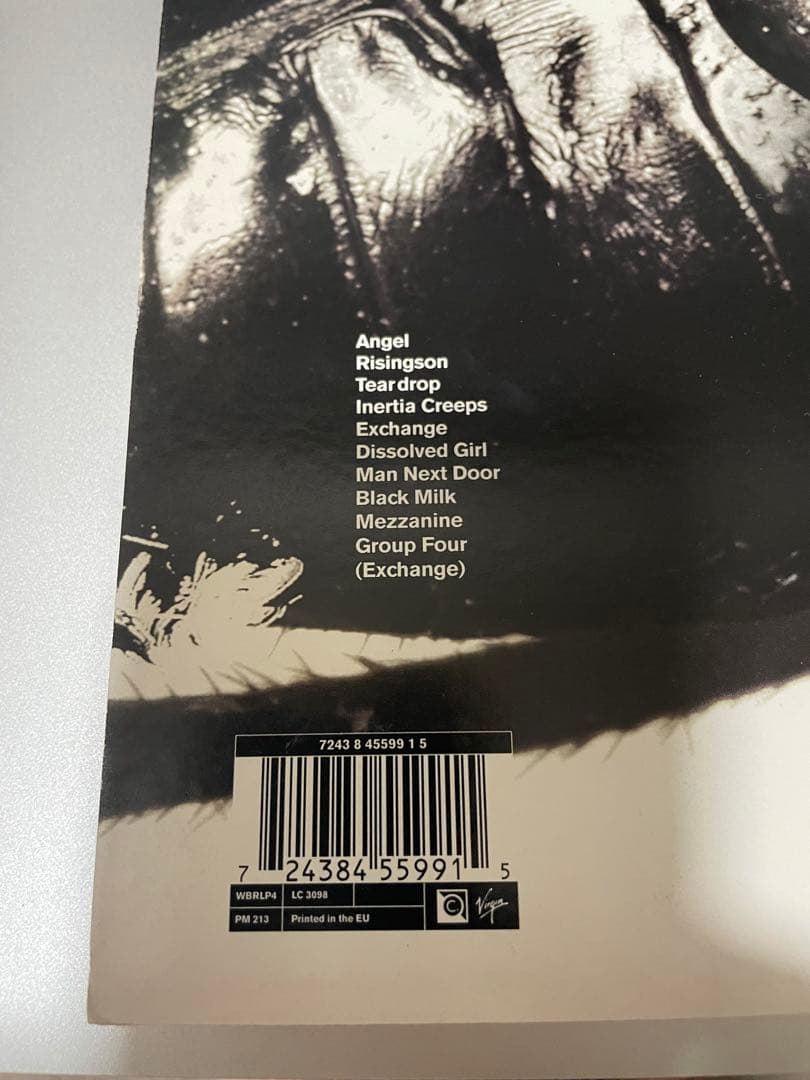 Angel
Risingson
Teardrop
Inertia Creeps
Exchange
Dissolved Girl
Man Next Door
Black Milk
Mezzanine
Group Four
(Exchange)
7243 8 45599 1 5
7 24384 55991 5
WBRLP4 LC 3098
PM 213 Printed in the EU
C
Virgin